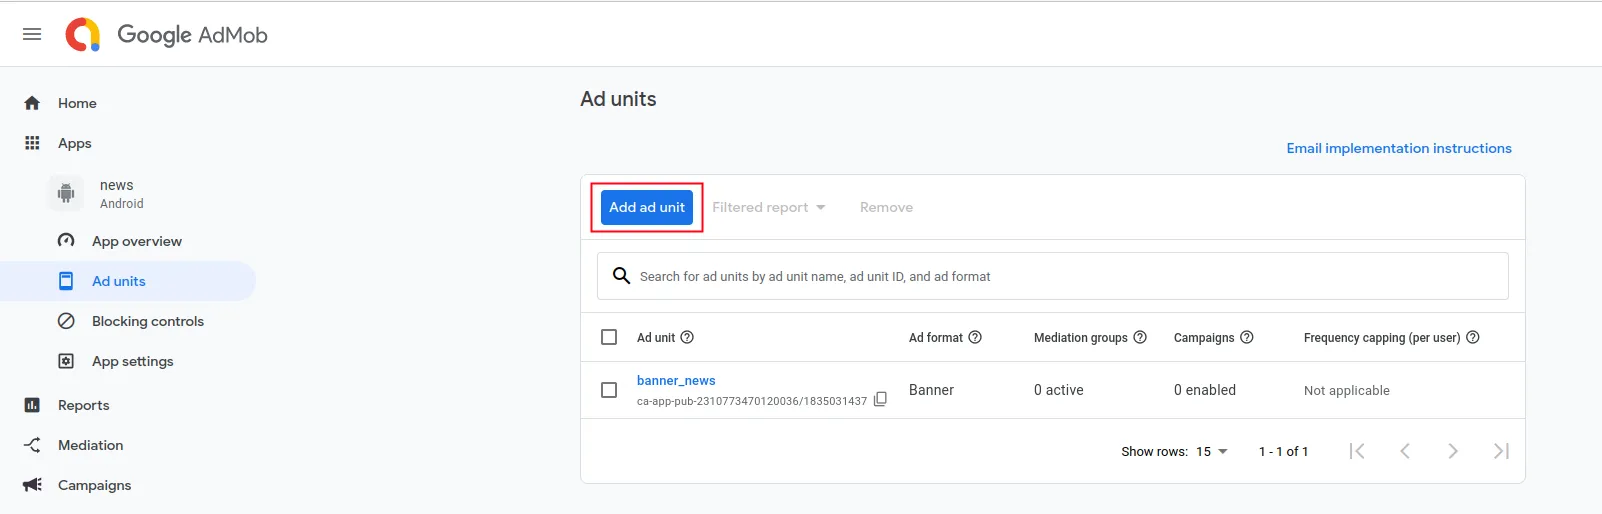 Google AdMob
Home
Apps
news
Android
App overview
Ad units
Blocking controls
App settings
Reports
Mediation
Campaigns
Ad units
Email implementation instructions
Add ad unit Filtered report Remove
Search for ad units by ad unit name, ad unit ID, and ad format
Ad unit Ad format Mediation groups Campaigns Frequency capping (per user)
banner_news
ca-app-pub-2310773470120036/1835031437 Banner 0 active 0 enabled Not applicable
Show rows: 15 1 - 1 of 1